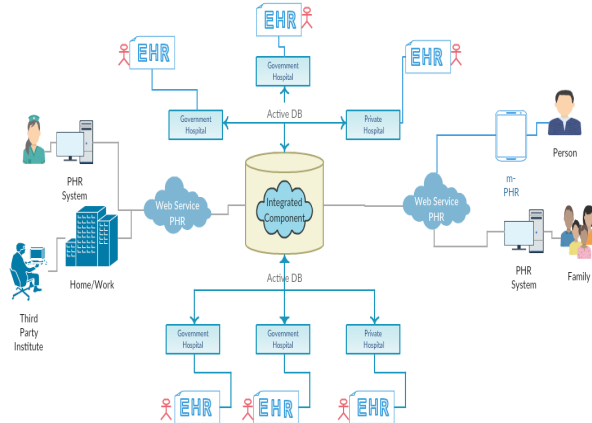 EHR
EHR
EHR
Government
Hospital
Active DB
Government
Hospital
Private
Hospital
PHR
System
Web Service
PHR
Integrated
Component
Web Service
PHR
m-
PHR
Person
Home/Work
Third
Party
Institute
PHR
System
Family
Active DB
Government
Hospital
Government
Hospital
Private
Hospital
EHR
EHR
EHR